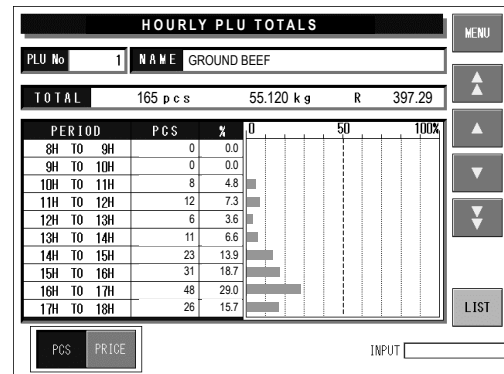 HOURLY PLU TOTALS
MENU
PLU No 1 NAME GROUND BEEF
TOTAL 165 pcs 55.120 kg R 397.29
PERIOD PCS % 0 50 100%
8H TO 9H 0 0.0
9H TO 10H 0 0.0
10H TO 11H 8 4.8
11H TO 12H 12 7.3
12H TO 13H 6 3.6
13H TO 14H 11 6.6
14H TO 15H 23 13.9
15H TO 16H 31 18.7
16H TO 17H 48 29.0
17H TO 18H 26 15.7
LIST
PCS PRICE
INPUT